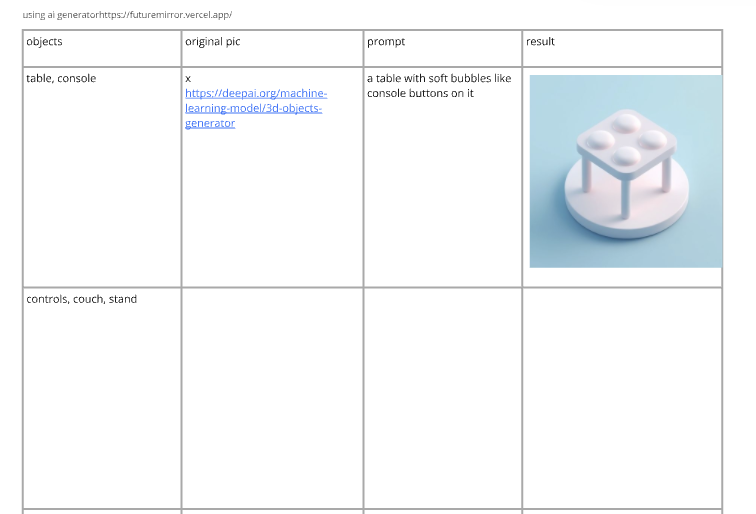 using ai generatorhttps://futuremirror.vercel.app/
objects
original pic
prompt
result
table, console
x
https://deepai.org/machine-
learning-model/3d-objects-
generator
a table with soft bubbles like
console buttons on it
controls, couch, stand